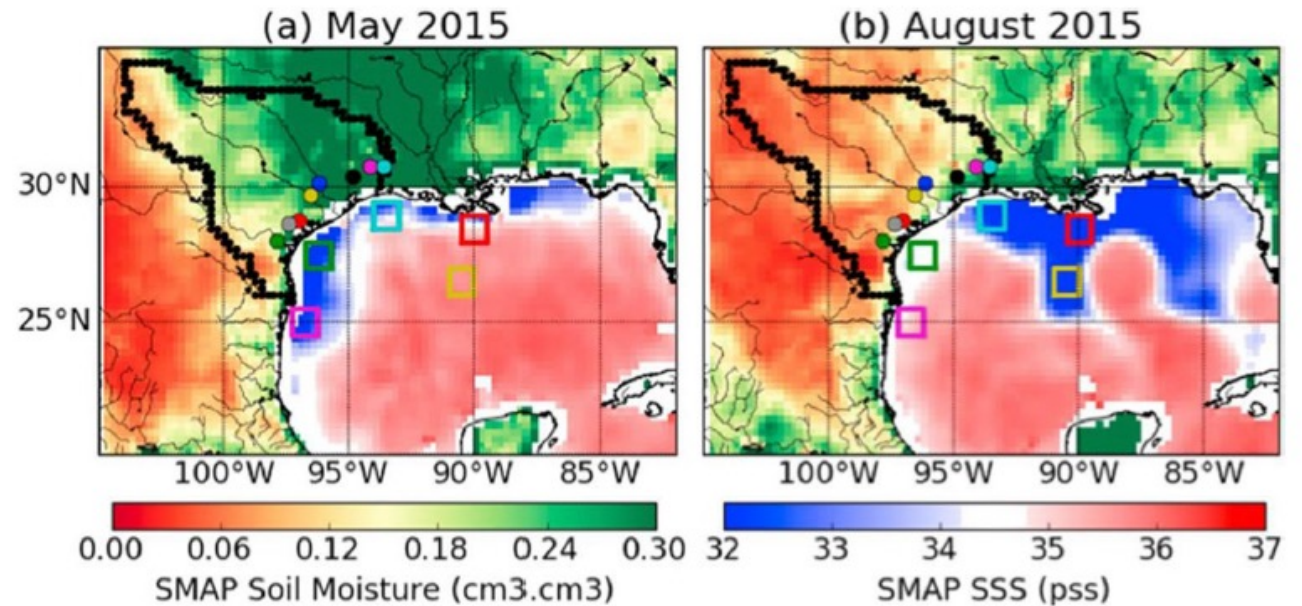 (a) May 2015
(b) August 2015
30°N
25°N
100°W 95°W 90°W 85°W
100°W 95°W 90°W 85°W
0.00 0.06 0.12 0.18 0.24 0.30
32 33 34 35 36 37
SMAP Soil Moisture (cm3.cm3)
SMAP SSS (pss)